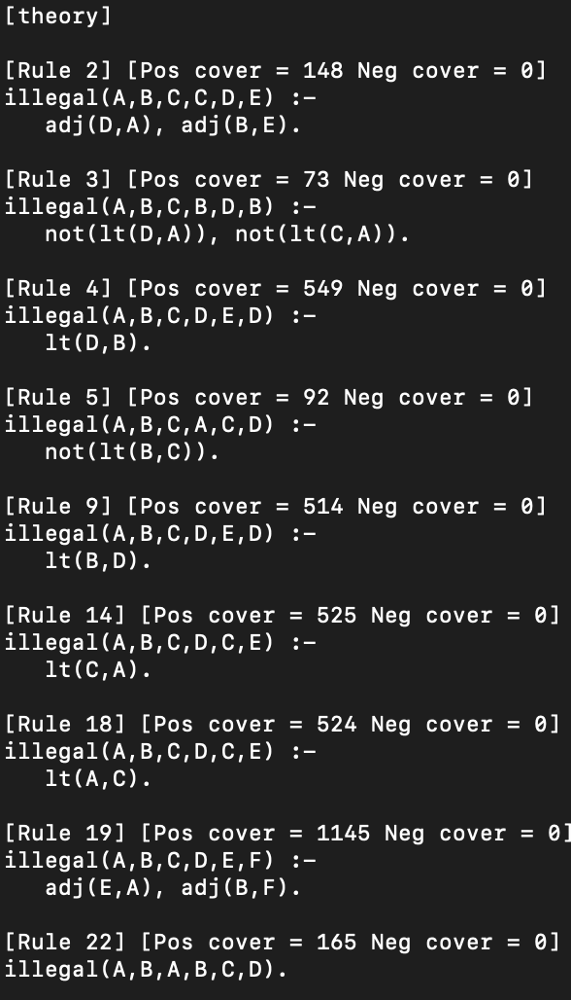 [theory]
[Rule 2] [Pos cover = 148 Neg cover = 0]
illegal(A,B,C,C,D,E) :-
adj(D,A), adj(B,E).
[Rule 3] [Pos cover = 73 Neg cover = 0]
illegal(A,B,C,B,D,B) :-
not(lt(D,A)), not(lt(C,A)).
[Rule 4] [Pos cover = 549 Neg cover = 0]
illegal(A,B,C,D,E,D) :-
lt(D,B).
[Rule 5] [Pos cover = 92 Neg cover = 0]
illegal(A,B,C,A,C,D) :-
not(lt(B,C)).
[Rule 9] [Pos cover = 514 Neg cover = 0]
illegal(A,B,C,D,E,D) :-
lt(B,D).
[Rule 14] [Pos cover = 525 Neg cover = 0]
illegal(A,B,C,D,C,E) :-
lt(C,A).
[Rule 18] [Pos cover = 524 Neg cover = 0]
illegal(A,B,C,D,C,E) :-
lt(A,C).
[Rule 19] [Pos cover = 1145 Neg cover = 0]
illegal(A,B,C,D,E,F) :-
adj(E,A), adj(B,F).
[Rule 22] [Pos cover = 165 Neg cover = 0]
illegal(A,B,A,B,C,D).